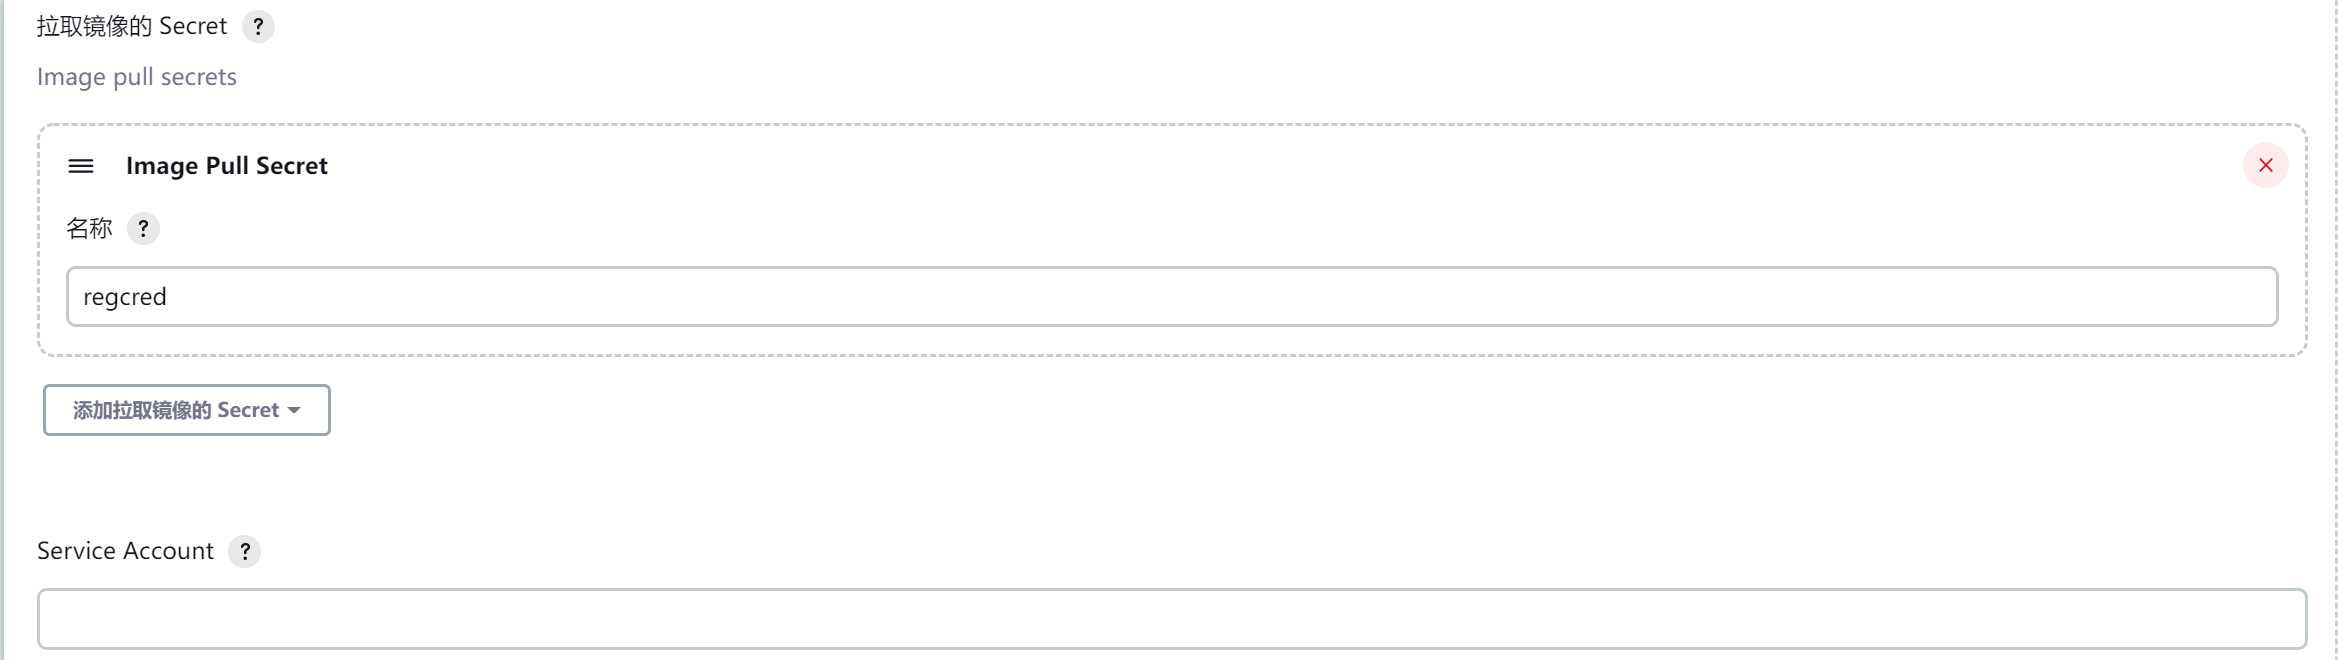 拉取镜像的 Secret ?
Image pull secrets
Image Pull Secret
名称 ?
regcred
添加拉取镜像的 Secret
Service Account ?